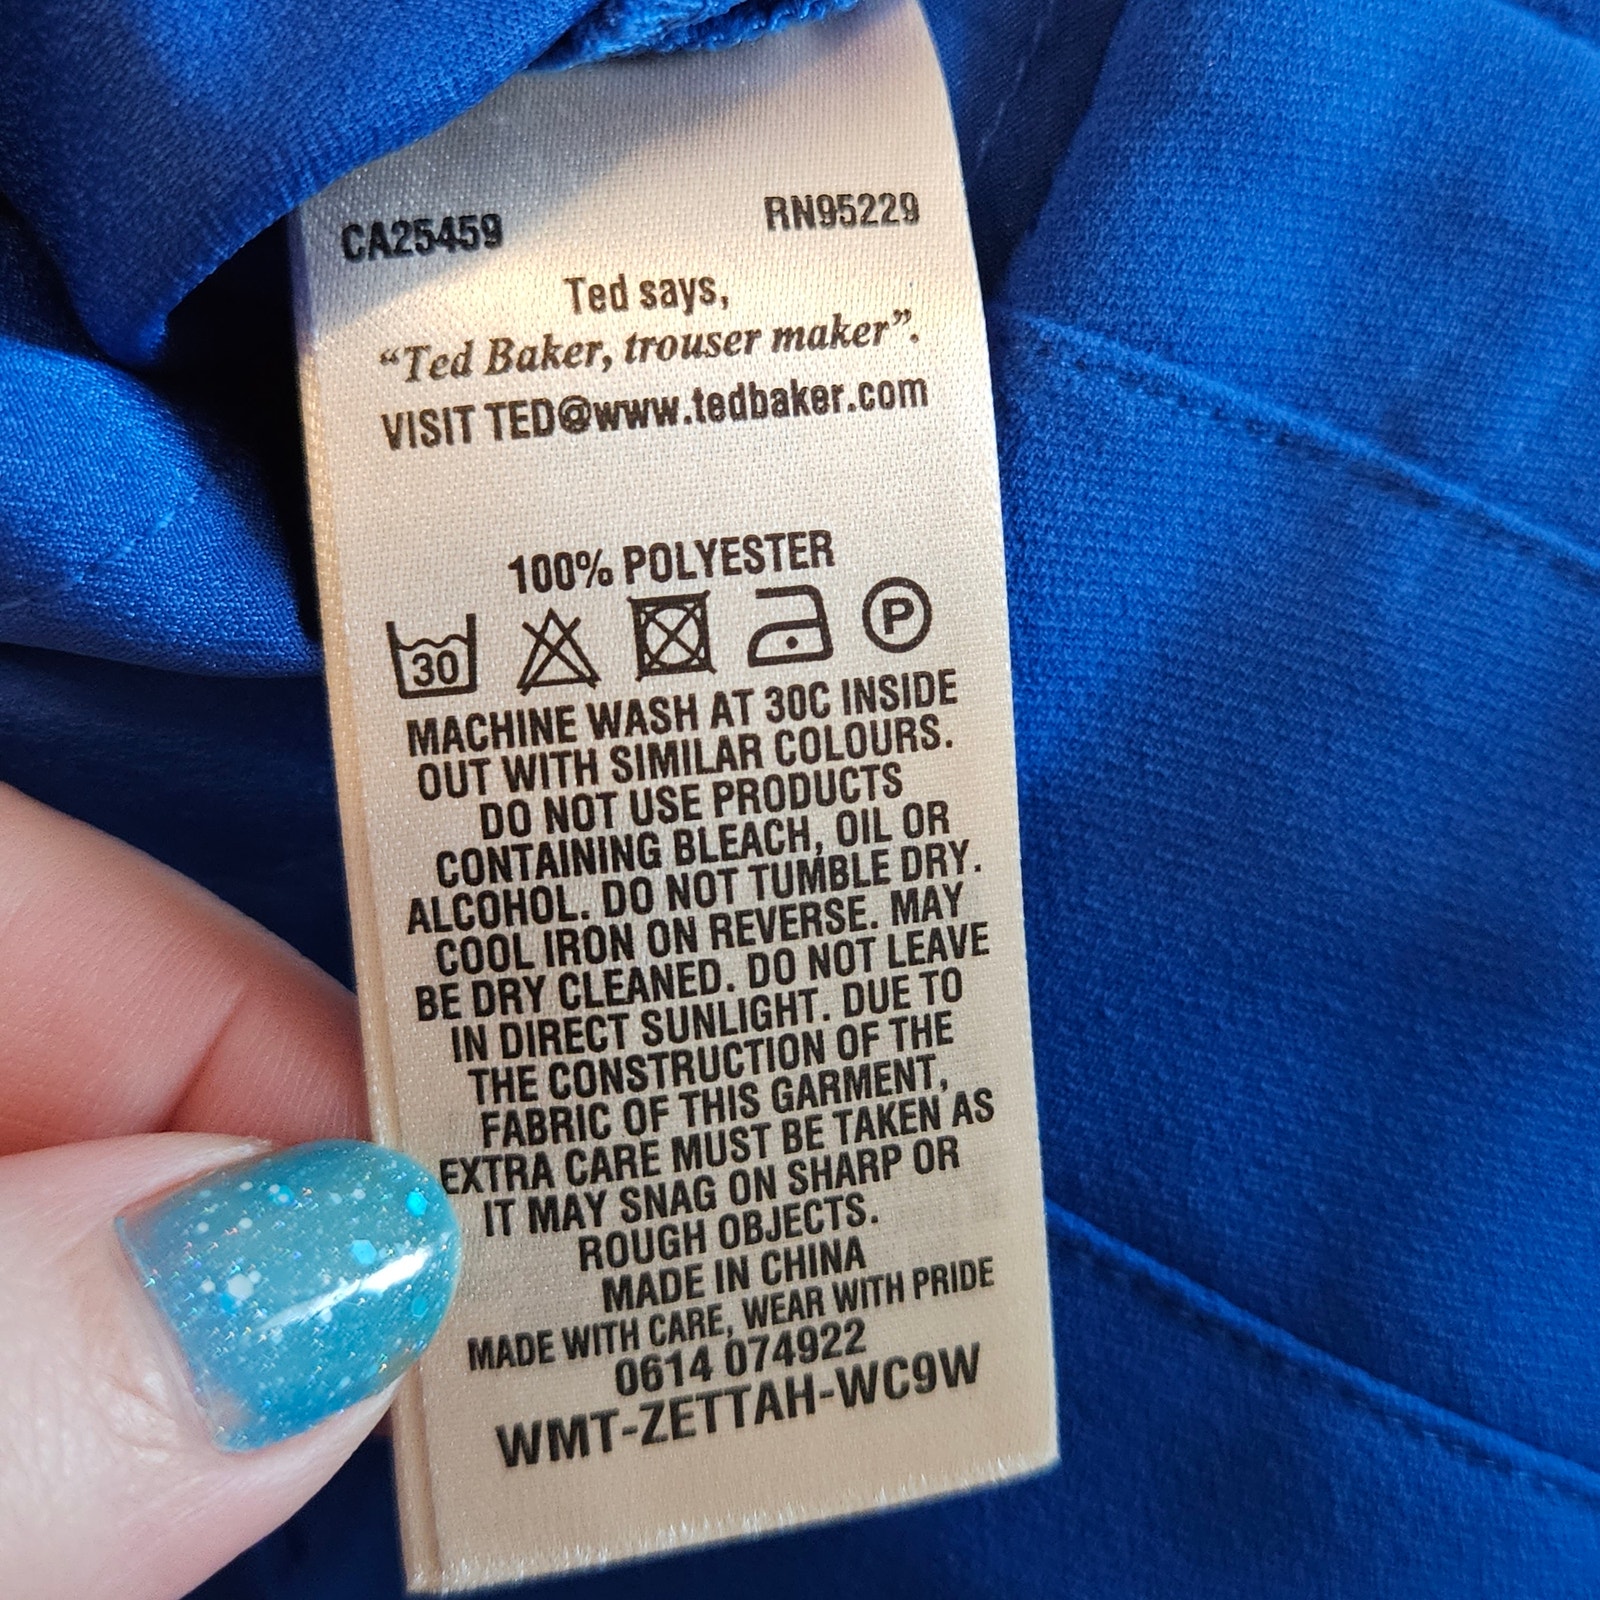 CA25459 RN95229
Ted says,
“Ted Baker, trouser maker”.
VISIT TED@www.tedbaker.com
100% POLYESTER
30 P
MACHINE WASH AT 30C INSIDE
OUT WITH SIMILAR COLOURS.
DO NOT USE PRODUCTS
CONTAINING BLEACH, OIL OR
ALCOHOL. DO NOT TUMBLE DRY.
COOL IRON ON REVERSE. MAY
BE DRY CLEANED. DO NOT LEAVE
IN DIRECT SUNLIGHT. DUE TO
THE CONSTRUCTION OF THE
FABRIC OF THIS GARMENT,
EXTRA CARE MUST BE TAKEN AS
IT MAY SNAG ON SHARP OR
ROUGH OBJECTS.
MADE IN CHINA
MADE WITH CARE, WEAR WITH PRIDE
0614 074922
WMT-ZETTAH-WC9W